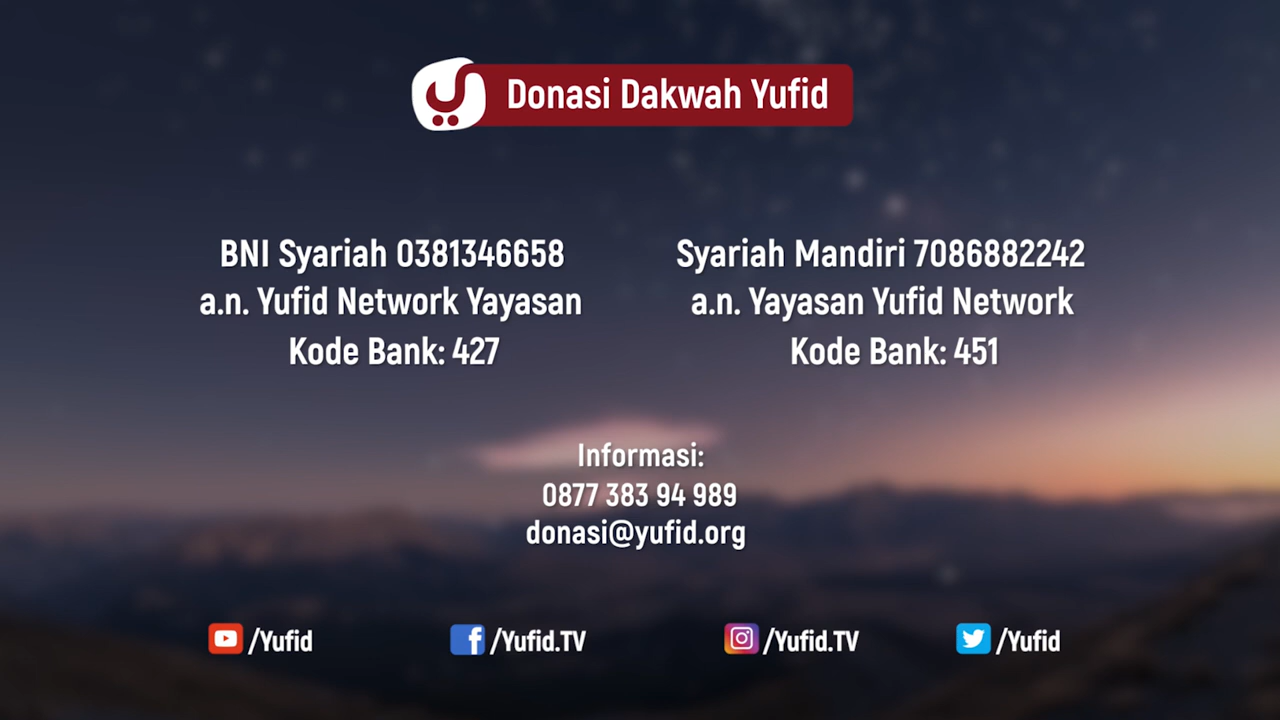 Donasi Dakwah Yufid
BNI Syariah 0381346658
a.n. Yufid Network Yayasan
Kode Bank: 427
Syariah Mandiri 7086882242
a.n. Yayasan Yufid Network
Kode Bank: 451
Informasi:
0877 383 94 989
donasi@yufid.org
/Yufid
/Yufid.TV
/Yufid.TV
/Yufid